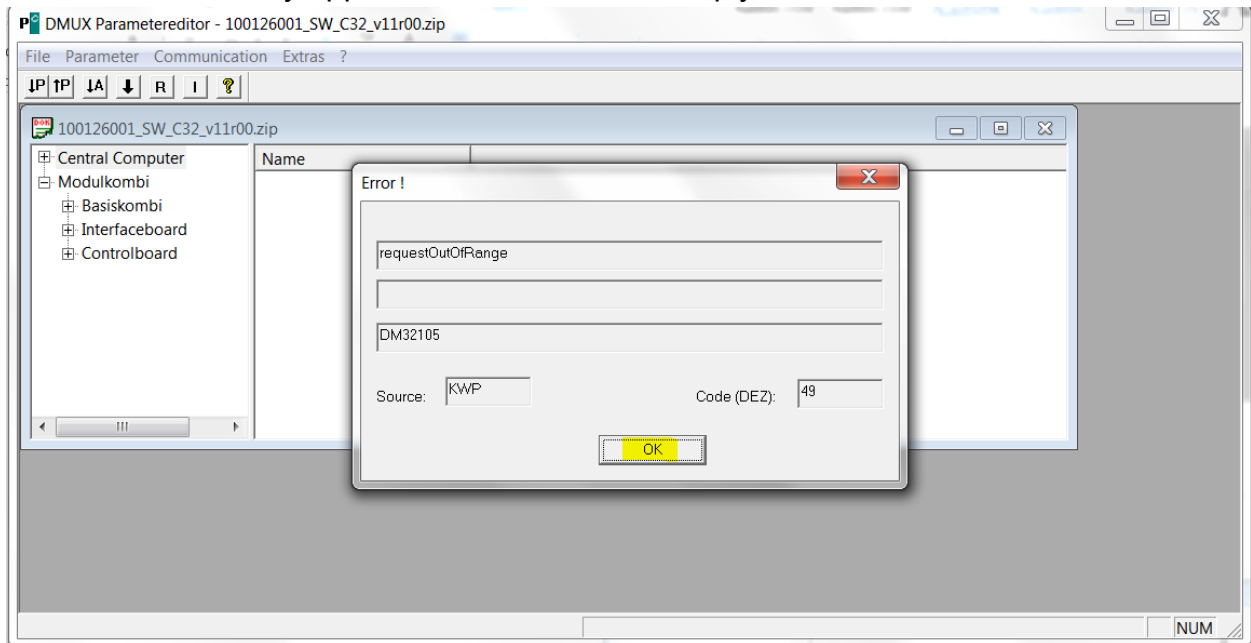 DMUX Parametereditor - 100126001_SW_C32_v11r00.zip
File Parameter Communication Extras ?
↓P ↑P ↓A ⬇ R I ?
100126001_SW_C32_v11r00.zip
Central Computer
Modulkombi
Basiskombi
Interfaceboard
Controlboard
Name
Error !
requestOutOfRange
DM32105
Source: KWP Code (DEZ): 49
OK
NUM